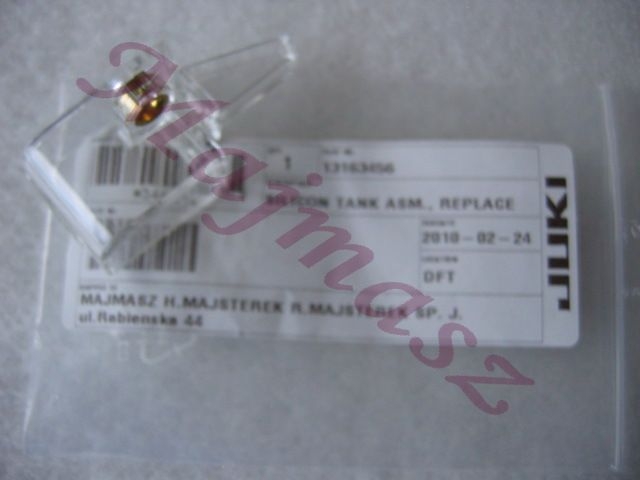 1
13163456
SILICON TANK ASM., REPLACE
2010-02-24
DFT
JUKI
MAJMASZ H.MAJSTEREK R.MAJSTEREK SP. J.
ul.Rabienska 44
Majmasz